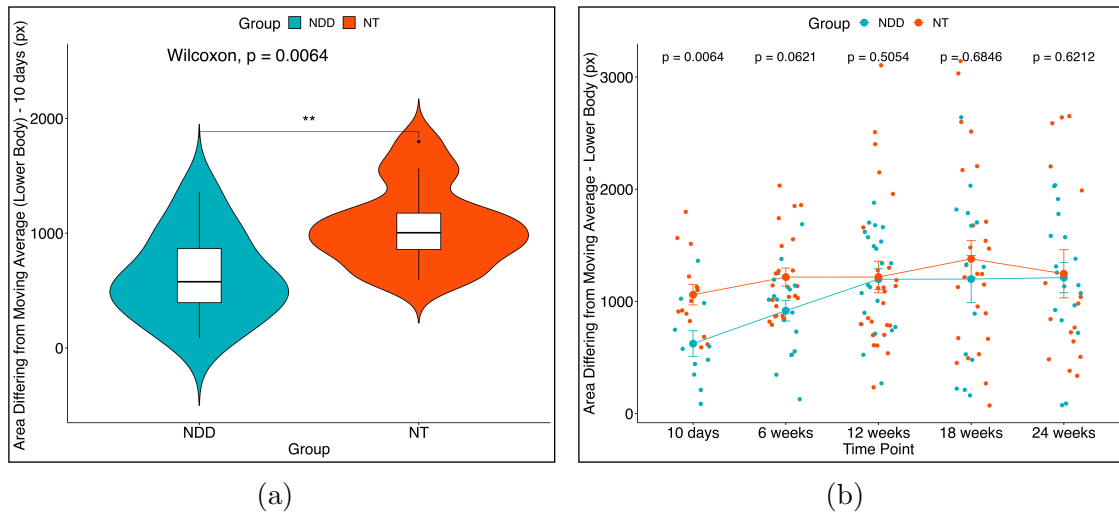 Group NDD NT
Wilcoxon, p = 0.0064
**
Area Differing from Moving Average (Lower Body) - 10 days (px)
2000
1000
0
NDD NT
Group
(a)
Group NDD NT
p = 0.0064 p = 0.0621 p = 0.5054 p = 0.6846 p = 0.6212
Area Differing from Moving Average - Lower Body (px)
3000
2000
1000
0
10 days 6 weeks 12 weeks 18 weeks 24 weeks
Time Point
(b)